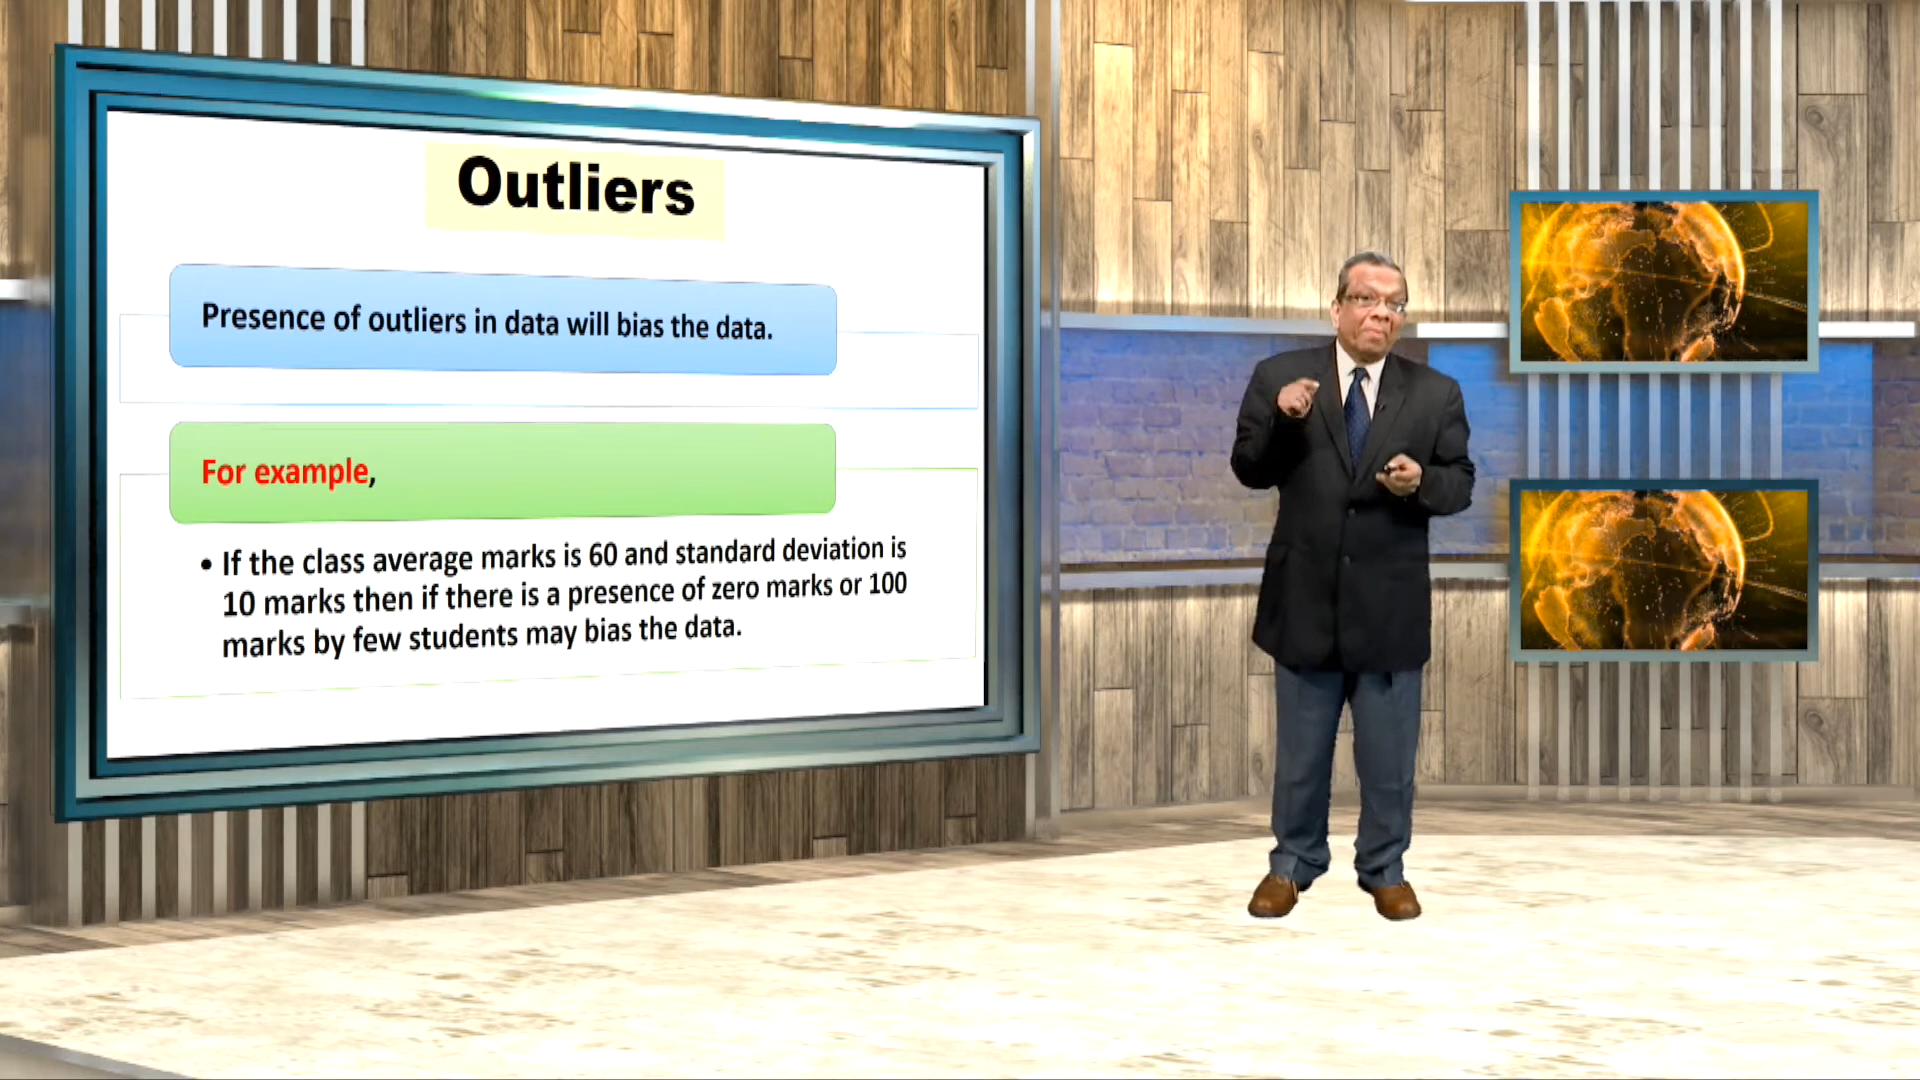 Outliers
Presence of outliers in data will bias the data.
For example,
• If the class average marks is 60 and standard deviation is
10 marks then if there is a presence of zero marks or 100
marks by few students may bias the data.